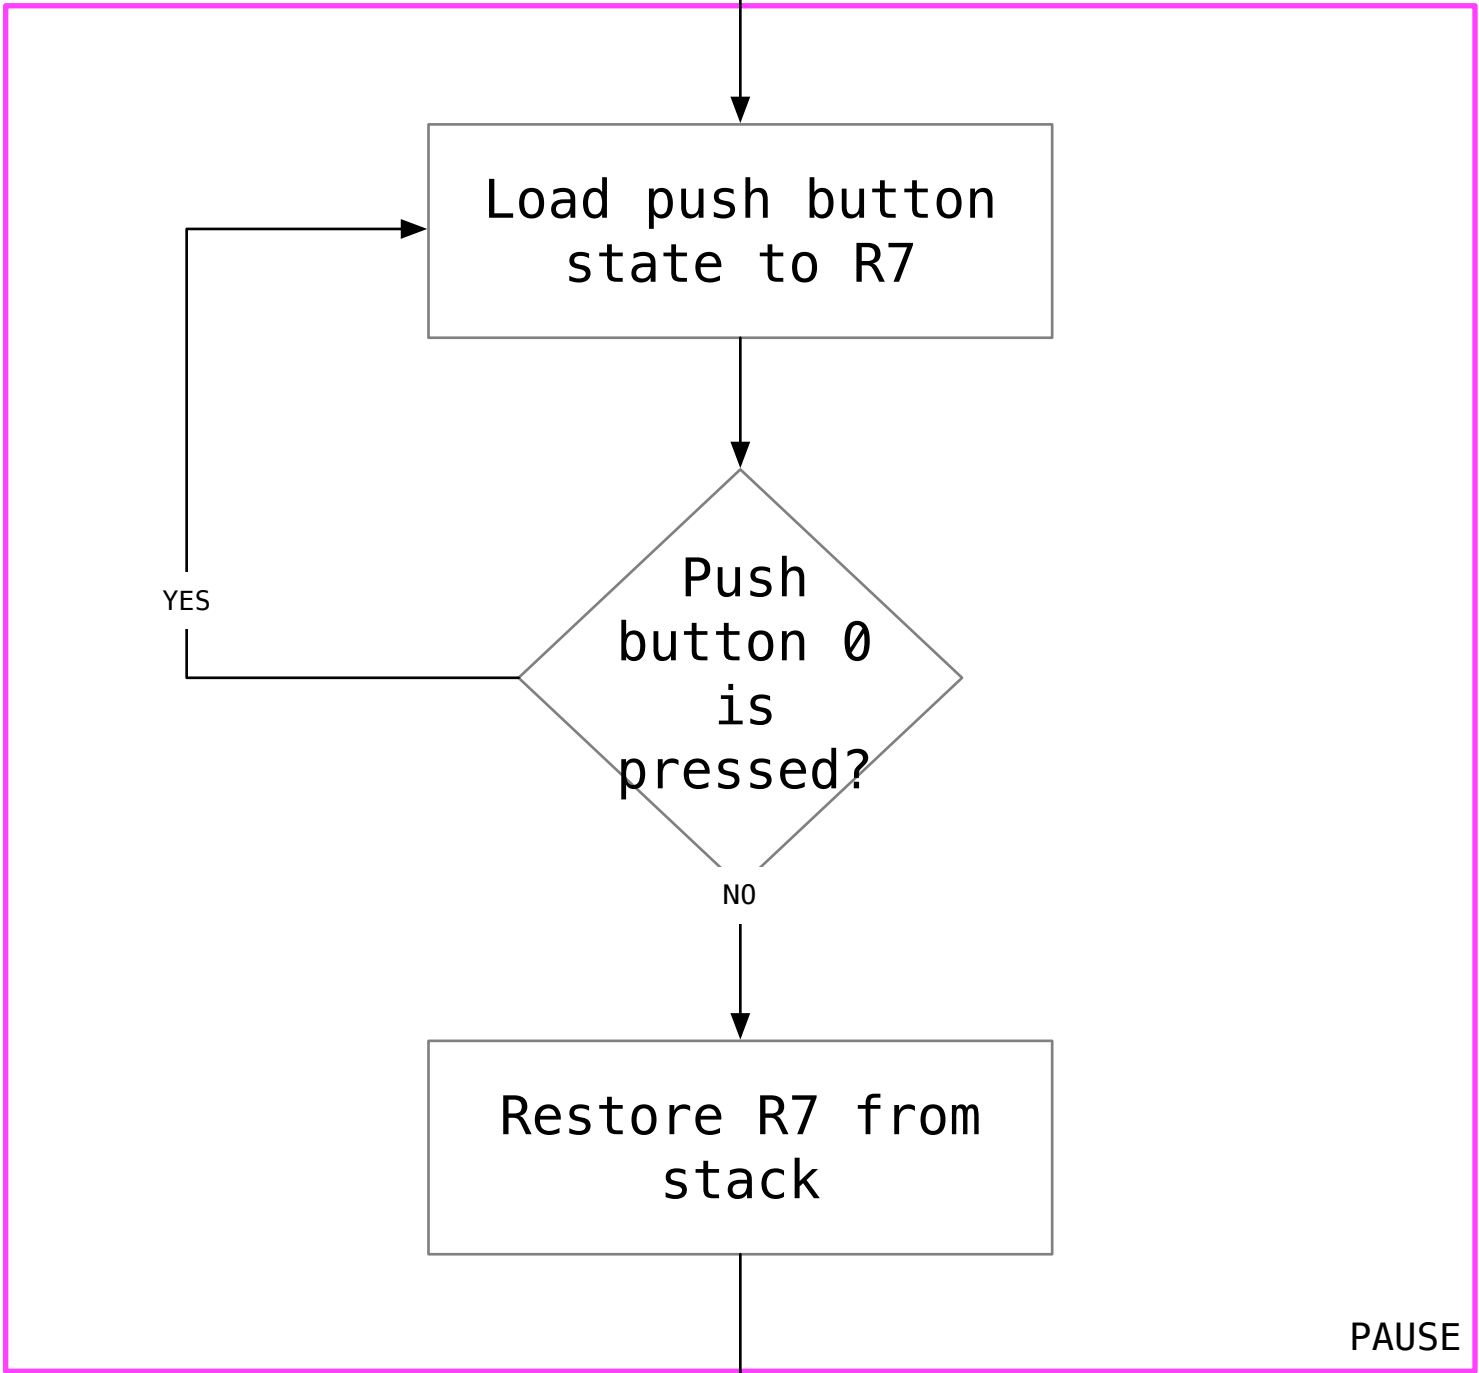 Load push button
state to R7
YES
Push
button 0
is
pressed?
NO
Restore R7 from
stack
PAUSE